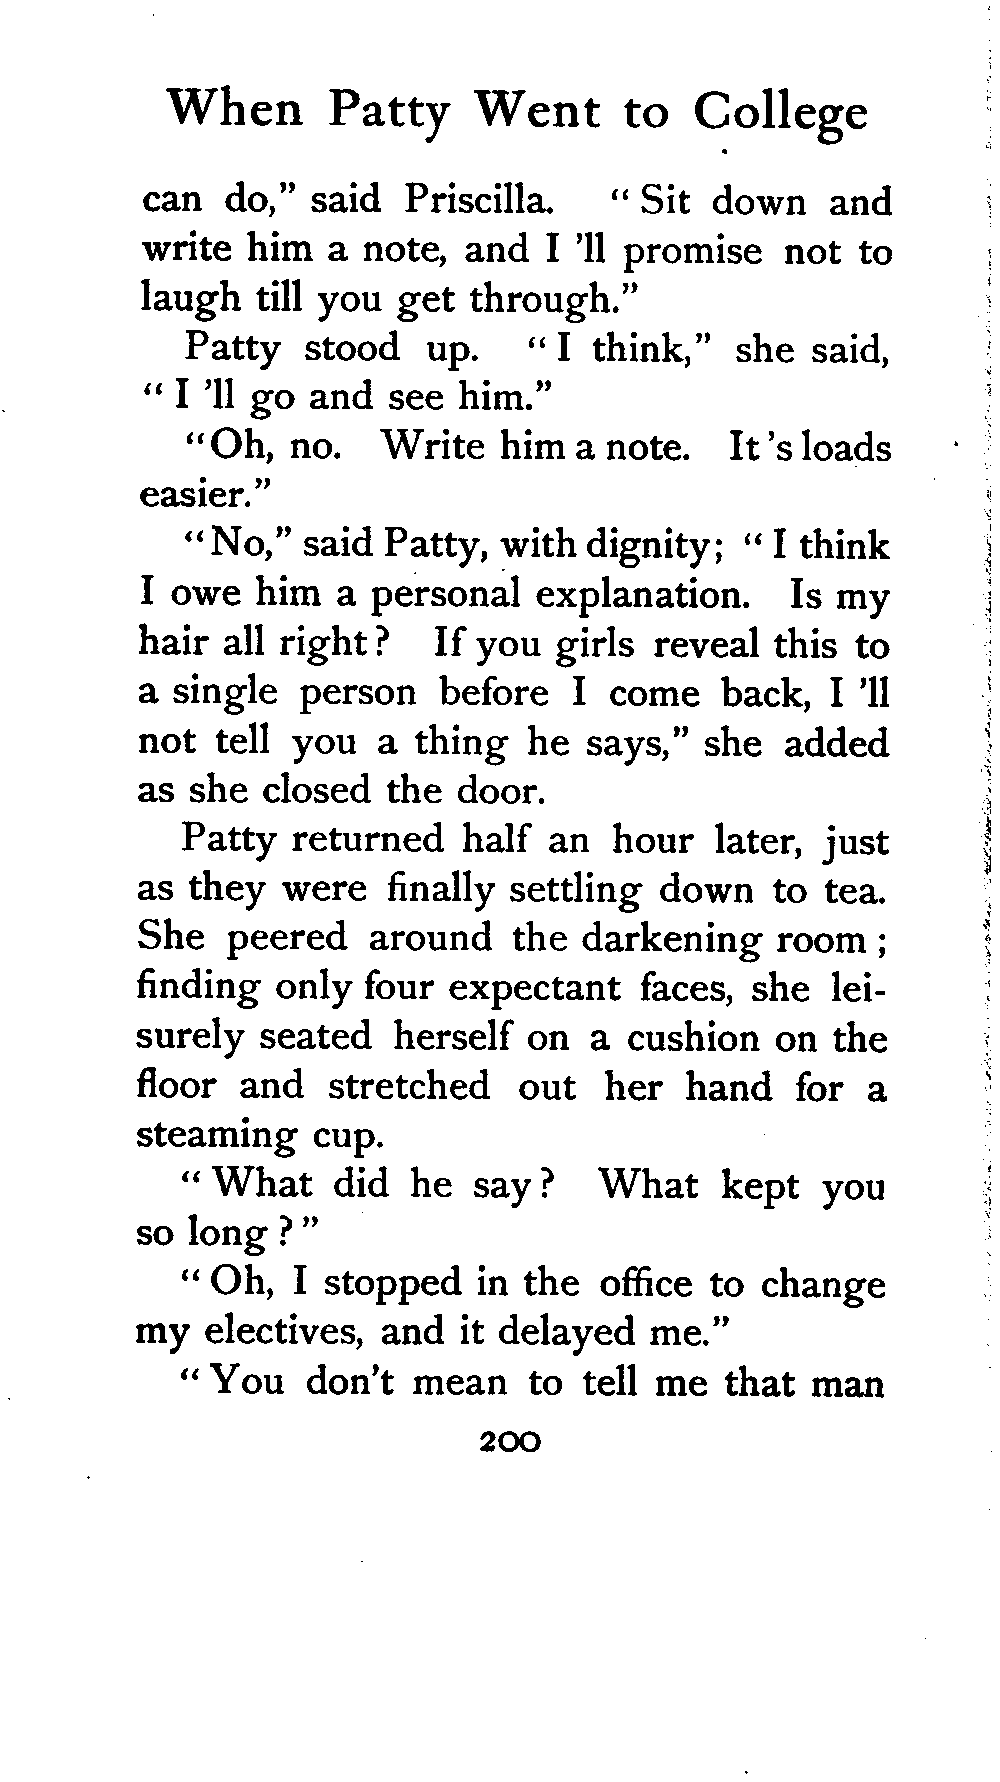 When Patty Went to College
can do," said Priscilla. "Sit down and
write him a note, and I 'll promise not to
laugh till you get through."
Patty stood up. "I think," she said,
"I 'll go and see him."
"Oh, no. Write him a note. It 's loads
easier."
"No," said Patty, with dignity; "I think
I owe him a personal explanation. Is my
hair all right? If you girls reveal this to
a single person before I come back, I 'll
not tell you a thing he says," she added
as she closed the door.
Patty returned half an hour later, just
as they were finally settling down to tea.
She peered around the darkening room;
finding only four expectant faces, she lei-
surely seated herself on a cushion on the
floor and stretched out her hand for a
steaming cup.
"What did he say? What kept you
so long?"
"Oh, I stopped in the office to change
my electives, and it delayed me."
"You don't mean to tell me that man
200